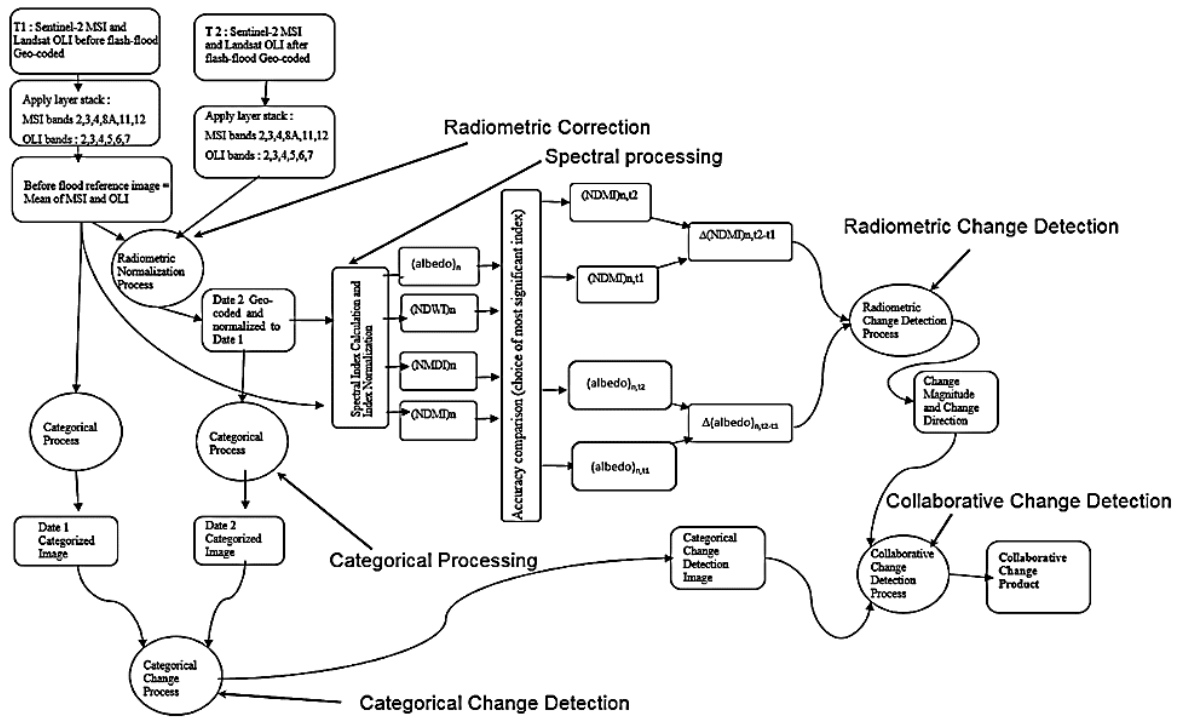 T1 : Sentinel-2 MSI and
Landsat OLI before flash-flood
Geo-coded
T 2 : Sentinel-2 MSI
and Landsat OLI after
flash-flood Geo-coded
Apply layer stack :
MSI bands 2,3,4,8A,11,12
OLI bands : 2,3,4,5,6,7
Apply layer stack :
MSI bands 2,3,4,8A,11,12
OLI bands : 2,3,4,5,6,7
Radiometric Correction
Spectral processing
Before flood reference image =
Mean of MSI and OLI
Radiometric
Normalization
Process
Date 2 Geo-
coded and
normalized to
Date 1
Spectral Index Calculation and
Index Normalization
(albedo)n
(NDWI)n
(NMDI)n
(NDMI)n
Accuracy comparison (choice of most significant index)
(NDMI)n,t2
(NDMI)n,t1
Δ(NDMI)n,t2-t1
(albedo)n,t2
(albedo)n,t1
Δ(albedo)n,t2-t1
Radiometric Change Detection
Radiometric
Change Detection
Process
Change
Magnitude
and Change
Direction
Categorical
Process
Categorical
Process
Date 1
Categorized
Image
Date 2
Categorized
Image
Categorical Processing
Categorical
Change
Detection
Image
Collaborative Change Detection
Collaborative
Change
Detection
Process
Collaborative
Change
Product
Categorical
Change
Process
Categorical Change Detection